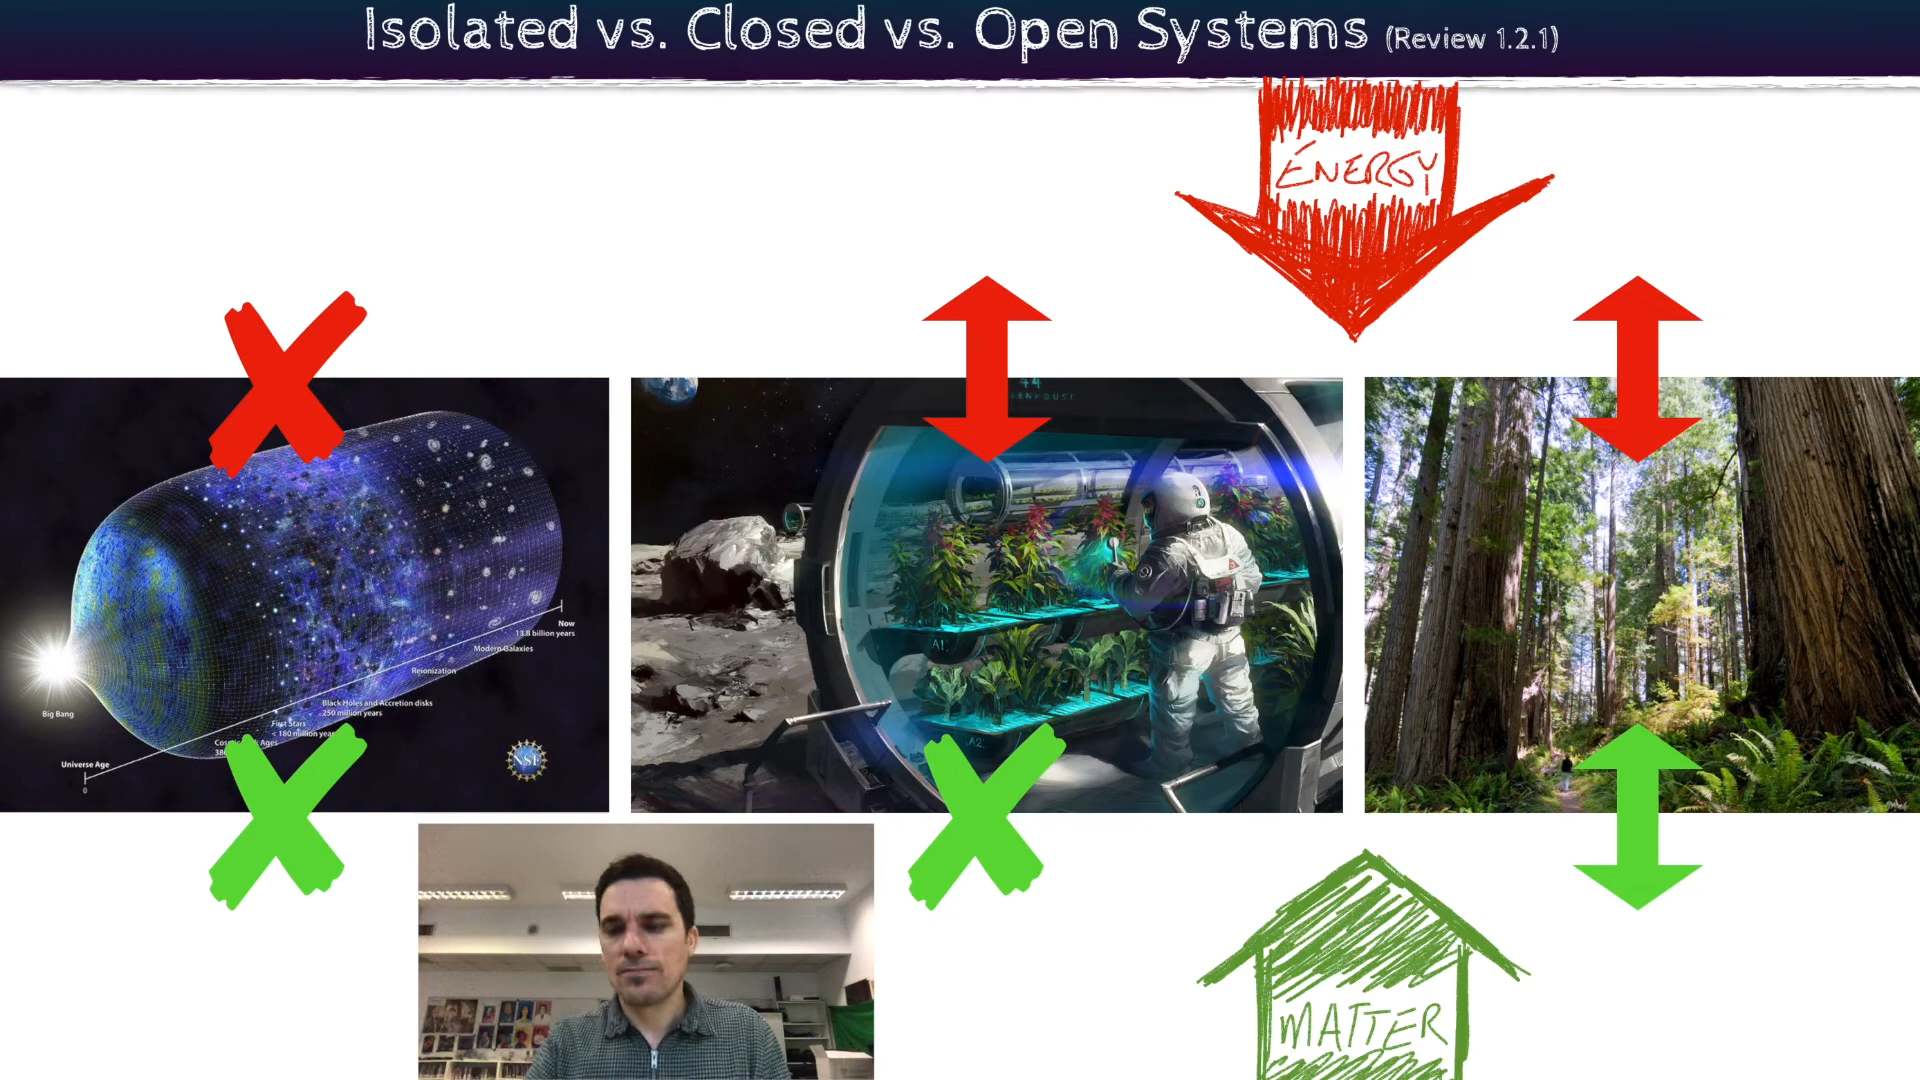 Isolated vs. Closed vs. Open Systems (Review 1.2.1)
ENERGY
44
Now
13.8 billion years
Modern Galaxies
Reionization
Black Holes and Accretion disks
250 million years
First Stars
Big Bang
Universe Age
0
NSF
A1.
A2.
MATTER